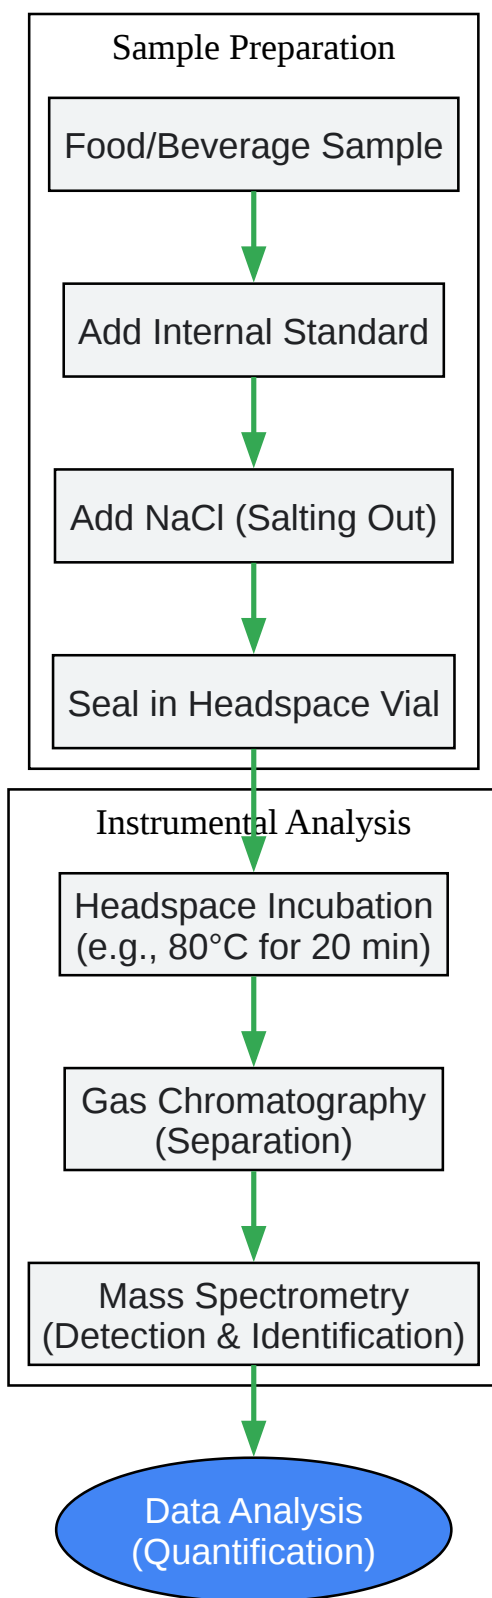 Sample Preparation
Food/Beverage Sample
Add Internal Standard
Add NaCl (Salting Out)
Seal in Headspace Vial
Instrumental Analysis
Headspace Incubation
(e.g., 80°C for 20 min)
Gas Chromatography
(Separation)
Mass Spectrometry
(Detection & Identification)
Data Analysis
(Quantification)